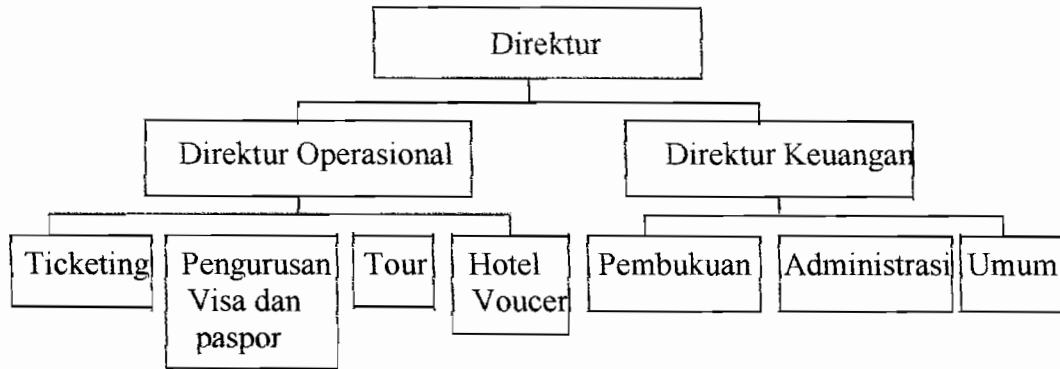 Direktur
Direktur Operasional
Direktur Keuangan
Ticketing
Pengurusan
Visa dan
paspor
Tour
Hotel
Voucer
Pembukuan
Administrasi
Umum